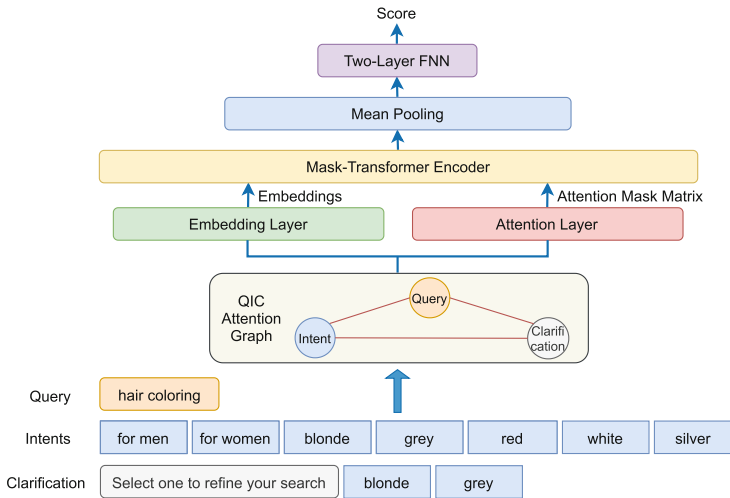 Score
Two-Layer FNN
Mean Pooling
Mask-Transformer Encoder
Embeddings
Attention Mask Matrix
Embedding Layer
Attention Layer
QIC
Attention
Graph
Query
Intent
Clarifi
cation
Query
hair coloring
Intents
for men
for women
blonde
grey
red
white
silver
Clarification
Select one to refine your search
blonde
grey